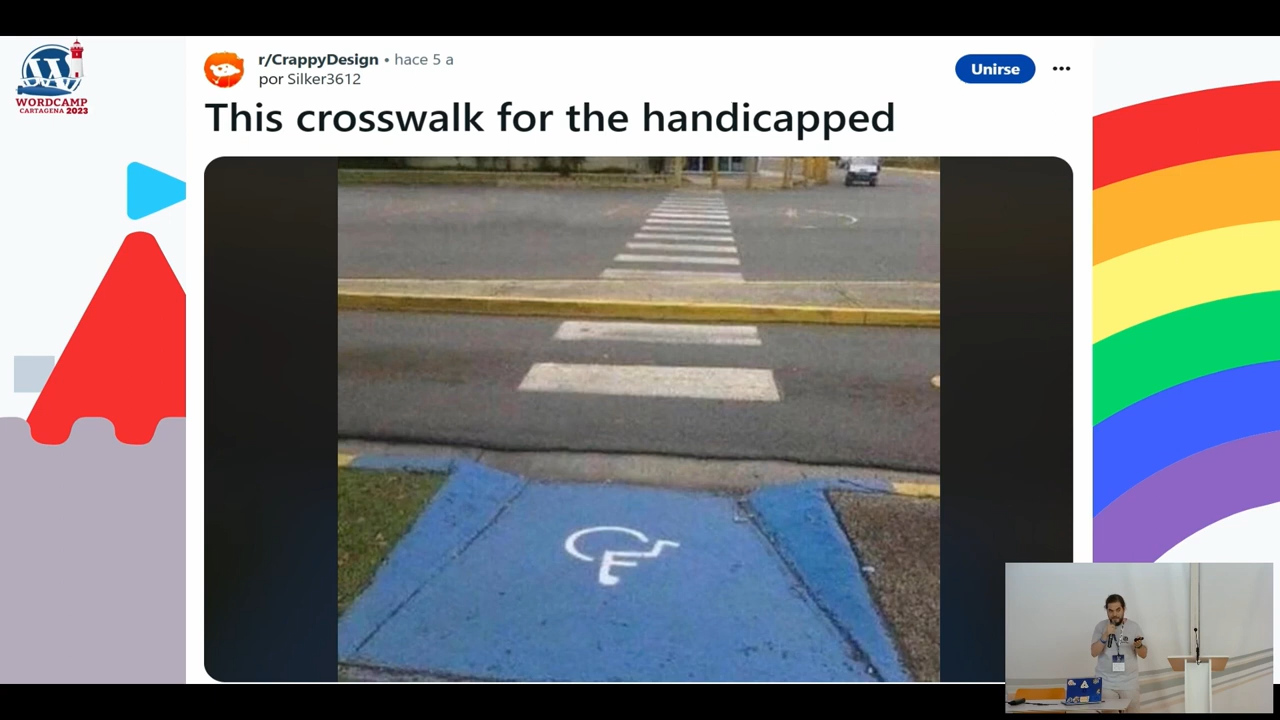 WORDCAMP
CARTAGENA 2023
r/CrappyDesign • hace 5 a
por Silker3612
Unirse
This crosswalk for the handicapped